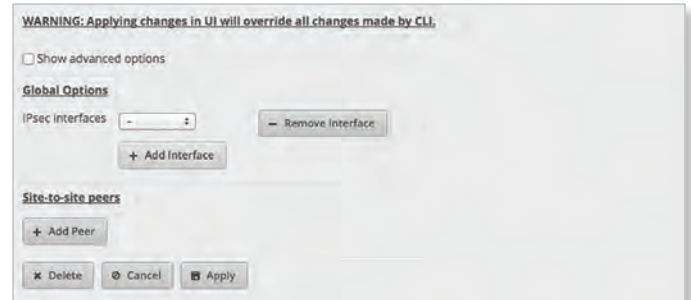 WARNING: Applying changes in UI will override all changes made by CLI.
Show advanced options
Global Options
IPsec interfaces - − Remove Interface
+ Add Interface
Site-to-site peers
+ Add Peer
Delete Cancel Apply